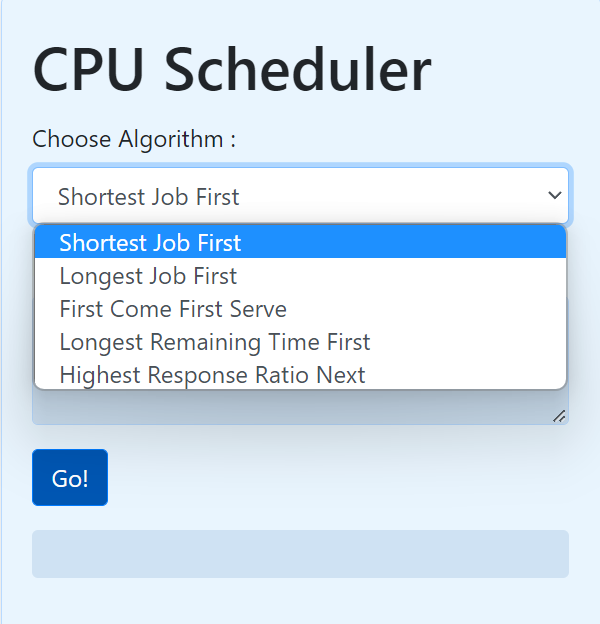 CPU Scheduler
Choose Algorithm :
Shortest Job First
Shortest Job First
Longest Job First
First Come First Serve
Longest Remaining Time First
Highest Response Ratio Next
Go!